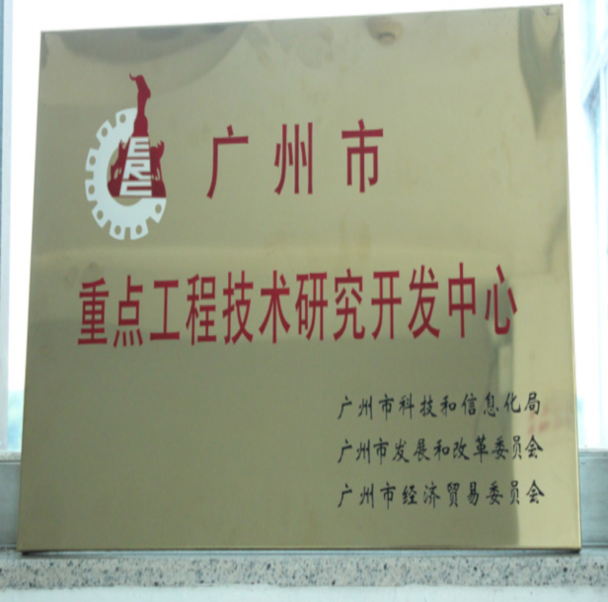 ERC
广州市
重点工程技术研究开发中心
广州市科技和信息化局
广州市发展和改革委员会
广州市经济贸易委员会